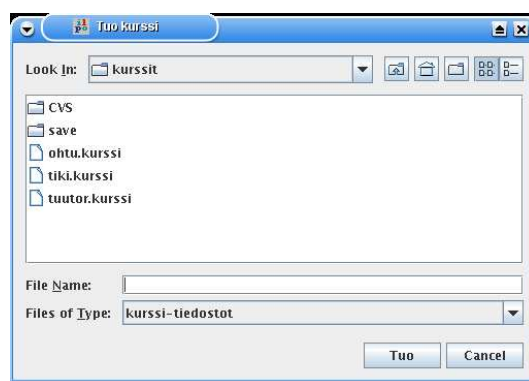 Tuo kurssi
Look In: kurssit
CVS
save
ohtu.kurssi
tiki.kurssi
tuutor.kurssi
File Name:
Files of Type: kurssi-tiedostot
Tuo Cancel